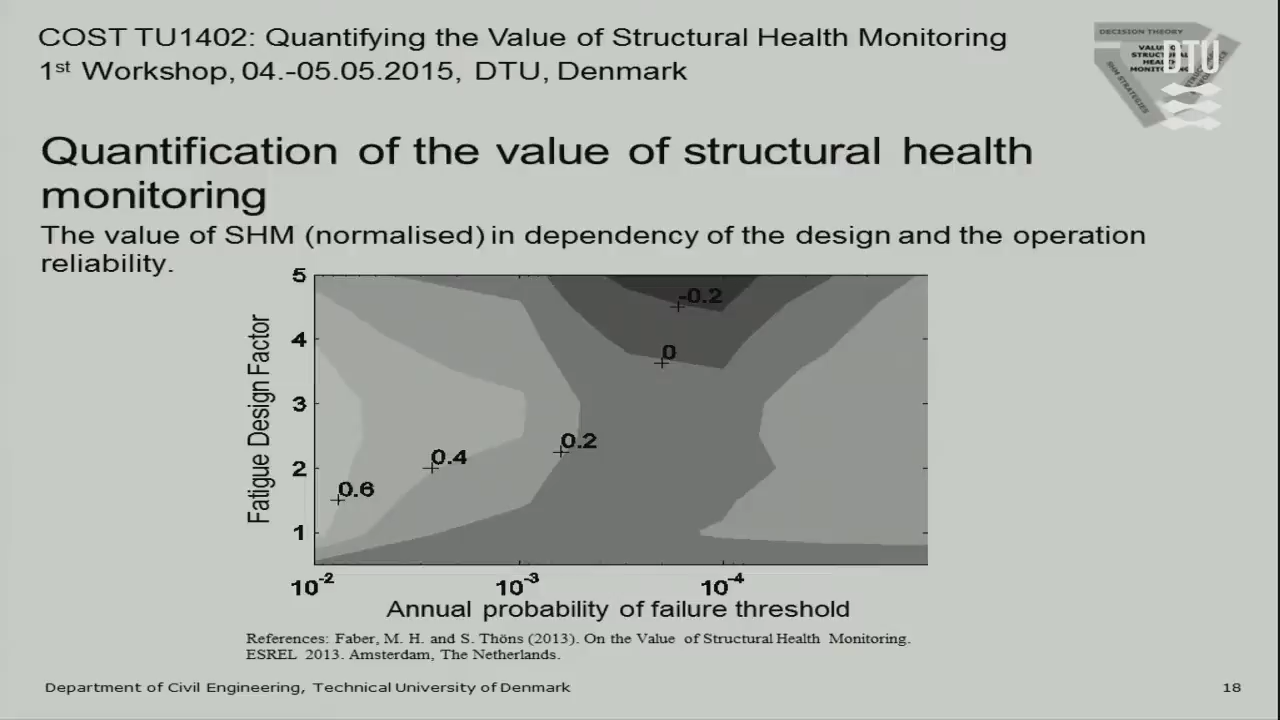 COST TU1402: Quantifying the Value of Structural Health Monitoring
1st Workshop, 04.-05.05.2015, DTU, Denmark
DECISION THEORY
SHM STRATEGIES
DTU
Quantification of the value of structural health
monitoring
The value of SHM (normalised) in dependency of the design and the operation
reliability.
Fatigue Design Factor
5
4
3
2
1
-0.2
0
0.2
0.4
0.6
10-2
10-3
10-4
Annual probability of failure threshold
References: Faber, M. H. and S. Thöns (2013). On the Value of Structural Health Monitoring.
ESREL 2013. Amsterdam, The Netherlands.
Department of Civil Engineering, Technical University of Denmark
18